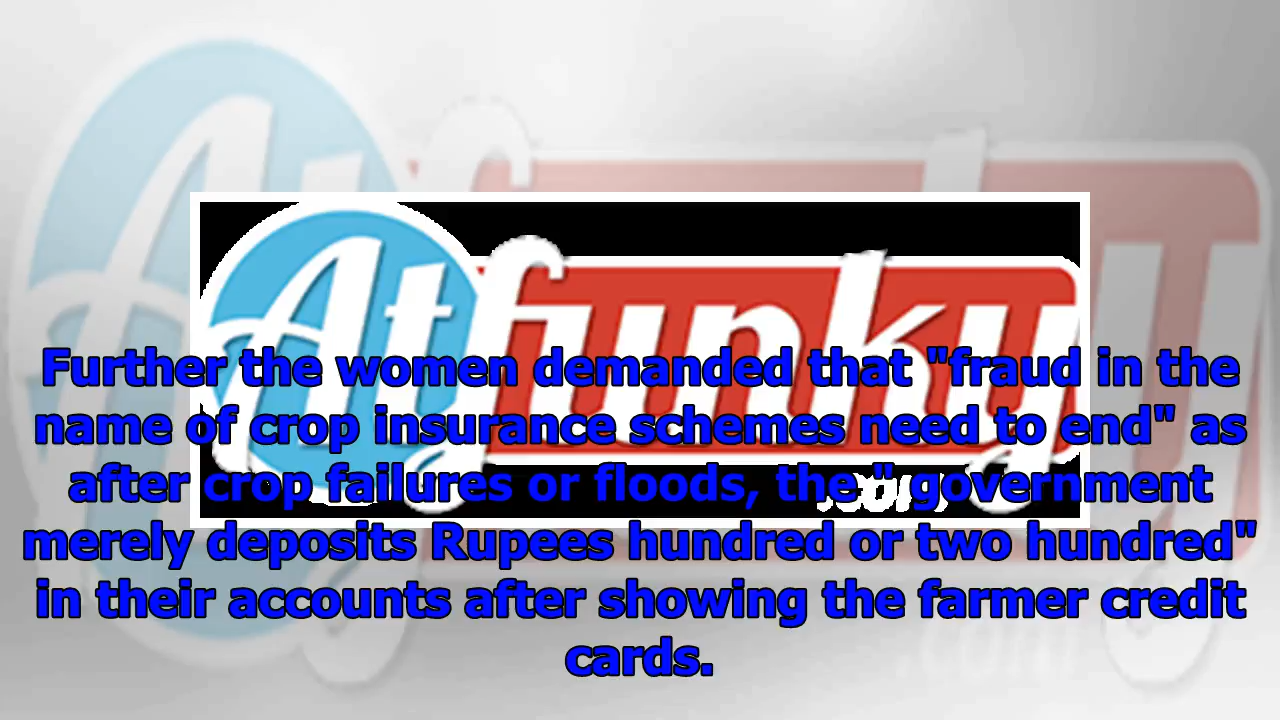 Atfunky
Further the women demanded that "fraud in the
name of crop insurance schemes need to end" as
after crop failures or floods, the " government
merely deposits Rupees hundred or two hundred"
in their accounts after showing the farmer credit
cards.